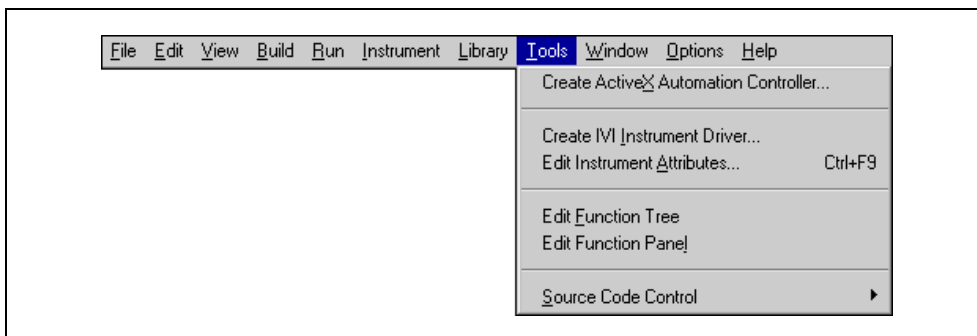 File Edit View Build Run Instrument Library Tools Window Options Help
Create ActiveX Automation Controller...
Create IVI Instrument Driver...
Edit Instrument Attributes... Ctrl+F9
Edit Function Tree
Edit Function Panel
Source Code Control